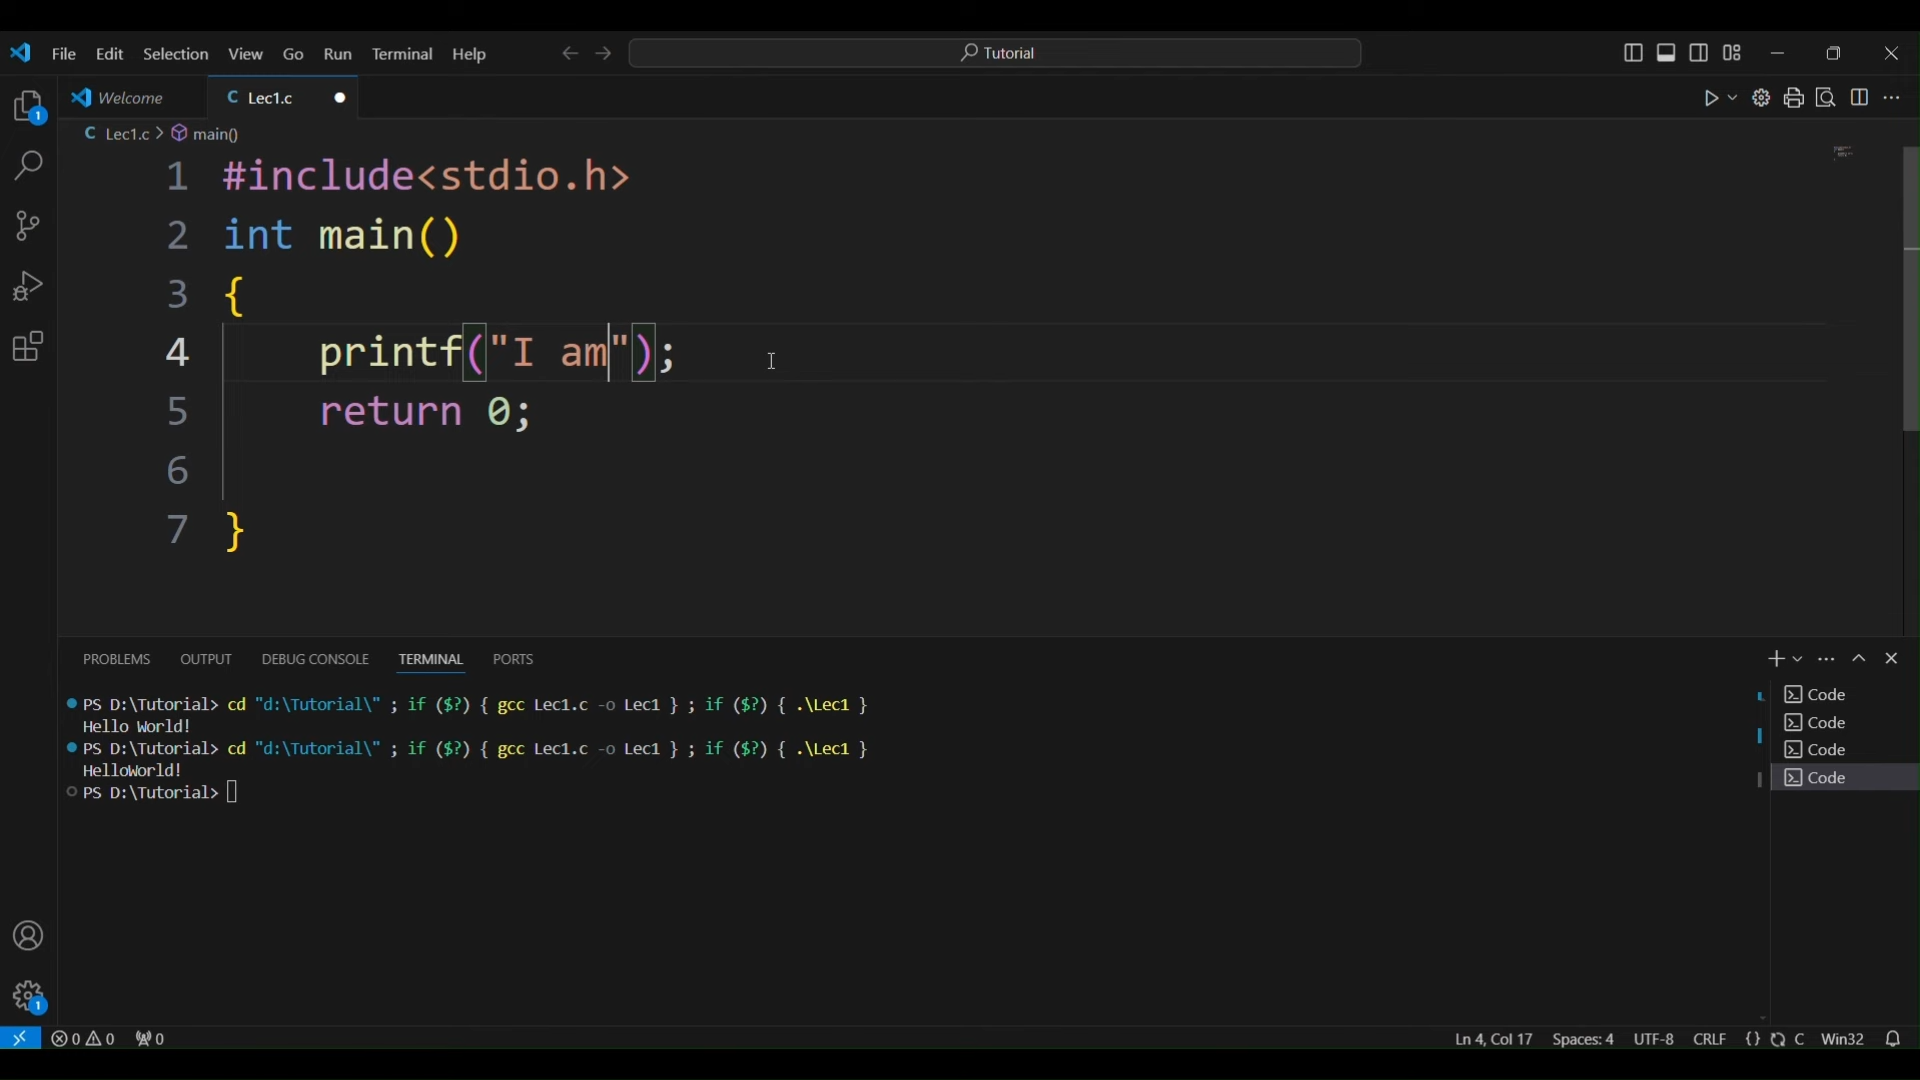 File Edit Selection View Go Run Terminal Help Tutorial
Welcome Lec1.c
Lec1.c > main()
1 #include<stdio.h>
2 int main()
3 {
4 printf("I am");
5 return 0;
6
7 }
PROBLEMS OUTPUT DEBUG CONSOLE TERMINAL PORTS
PS D:\Tutorial> cd "d:\Tutorial\" ; if ($?) { gcc Lec1.c -o Lec1 } ; if ($?) { .\Lec1 }
Hello World!
PS D:\Tutorial> cd "d:\Tutorial\" ; if ($?) { gcc Lec1.c -o Lec1 } ; if ($?) { .\Lec1 }
HelloWorld!
PS D:\Tutorial>
Code
Code
Code
Code
1
1
0 0 0 Ln 4, Col 17 Spaces: 4 UTF-8 CRLF {} C Win32